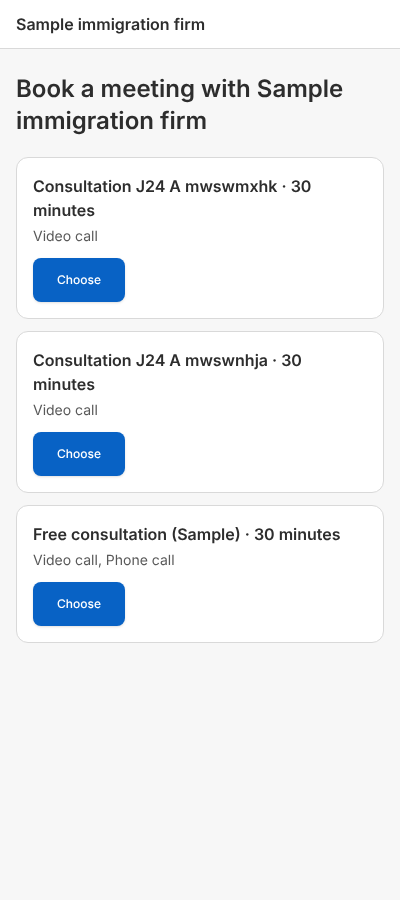 Sample immigration firm
Book a meeting with Sample
immigration firm
Consultation J24 A mwswmxhk · 30
minutes
Video call
Choose
Consultation J24 A mwswnhja · 30
minutes
Video call
Choose
Free consultation (Sample) · 30 minutes
Video call, Phone call
Choose